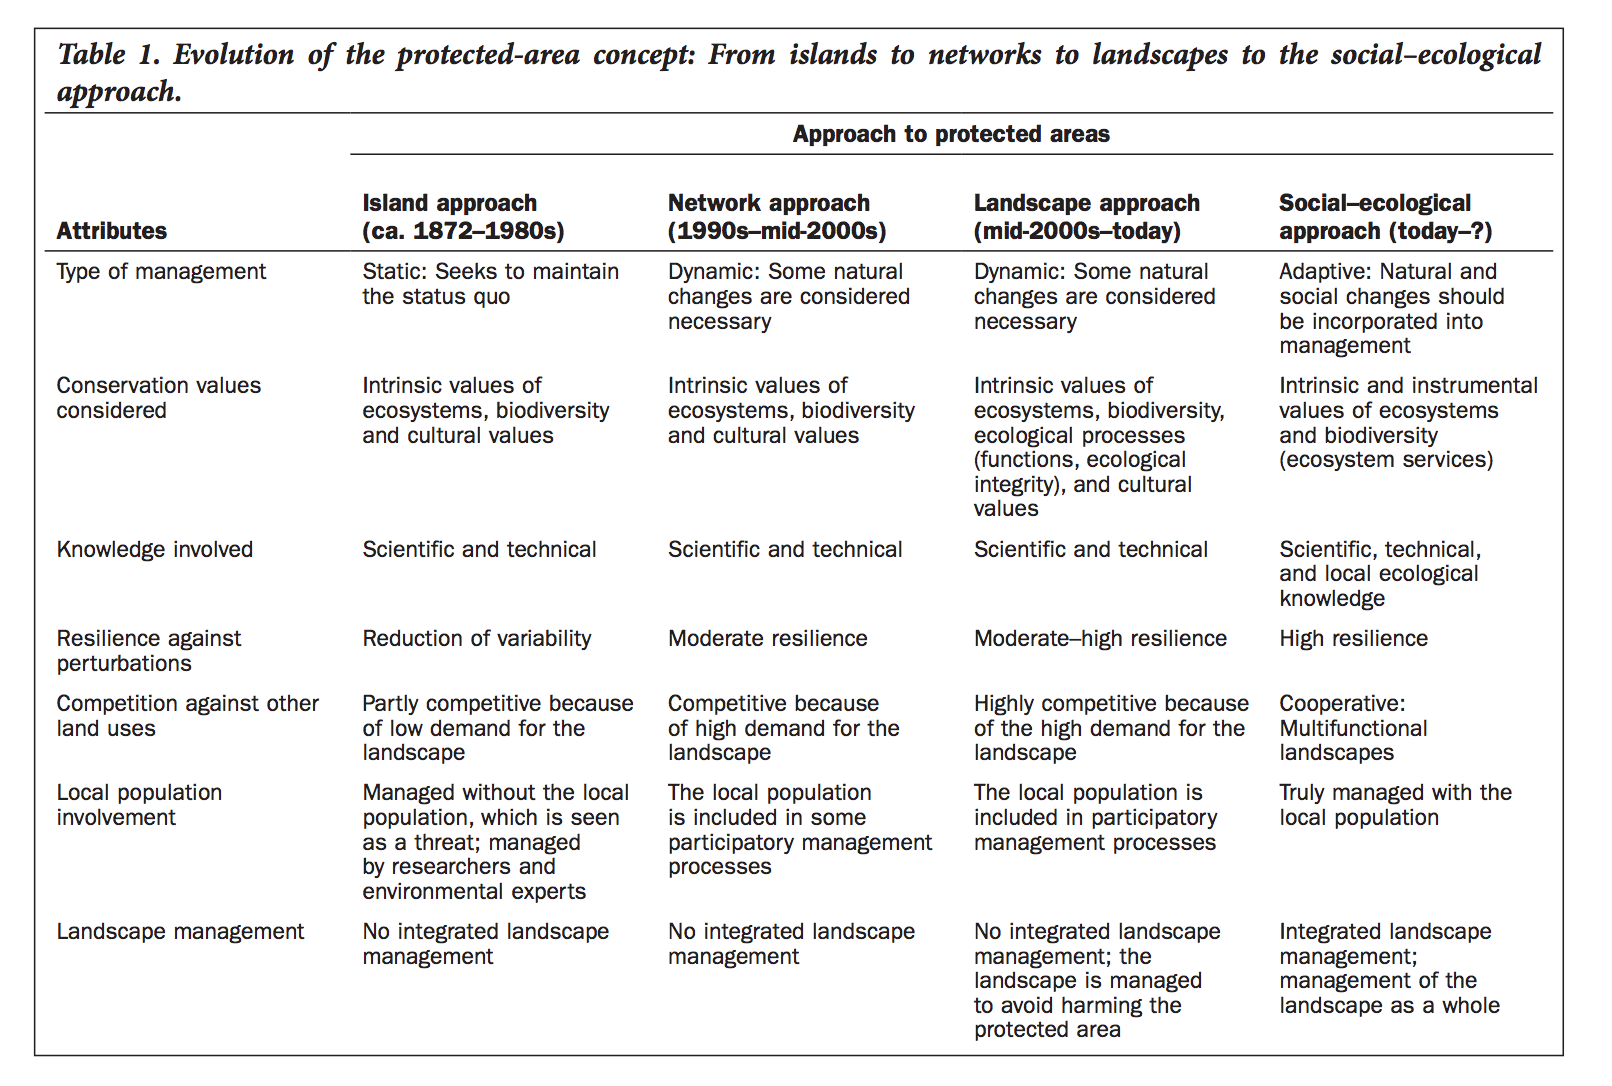 Table 1. Evolution of the protected-area concept: From islands to networks to landscapes to the social–ecological
approach.
Approach to protected areas
Attributes
Island approach
(ca. 1872–1980s)
Network approach
(1990s–mid-2000s)
Landscape approach
(mid-2000s–today)
Social–ecological
approach (today–?)
Type of management
Static: Seeks to maintain
the status quo
Dynamic: Some natural
changes are considered
necessary
Dynamic: Some natural
changes are considered
necessary
Adaptive: Natural and
social changes should
be incorporated into
management
Conservation values
considered
Intrinsic values of
ecosystems, biodiversity
and cultural values
Intrinsic values of
ecosystems, biodiversity
and cultural values
Intrinsic values of
ecosystems, biodiversity,
ecological processes
(functions, ecological
integrity), and cultural
values
Intrinsic and instrumental
values of ecosystems
and biodiversity
(ecosystem services)
Knowledge involved
Scientific and technical
Scientific and technical
Scientific and technical
Scientific, technical,
and local ecological
knowledge
Resilience against
perturbations
Reduction of variability
Moderate resilience
Moderate–high resilience
High resilience
Competition against other
land uses
Partly competitive because
of low demand for the
landscape
Competitive because
of high demand for the
landscape
Highly competitive because
of the high demand for the
landscape
Cooperative:
Multifunctional
landscapes
Local population
involvement
Managed without the local
population, which is seen
as a threat; managed
by researchers and
environmental experts
The local population
is included in some
participatory management
processes
The local population is
included in participatory
management processes
Truly managed with the
local population
Landscape management
No integrated landscape
management
No integrated landscape
management
No integrated landscape
management; the
landscape is managed
to avoid harming the
protected area
Integrated landscape
management;
management of the
landscape as a whole